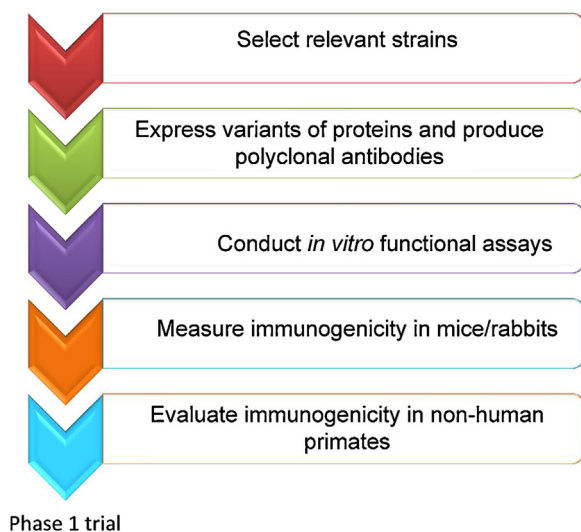 Select relevant strains
Express variants of proteins and produce
polyclonal antibodies
Conduct in vitro functional assays
Measure immunogenicity in mice/rabbits
Evaluate immunogenicity in non-human
primates
Phase 1 trial